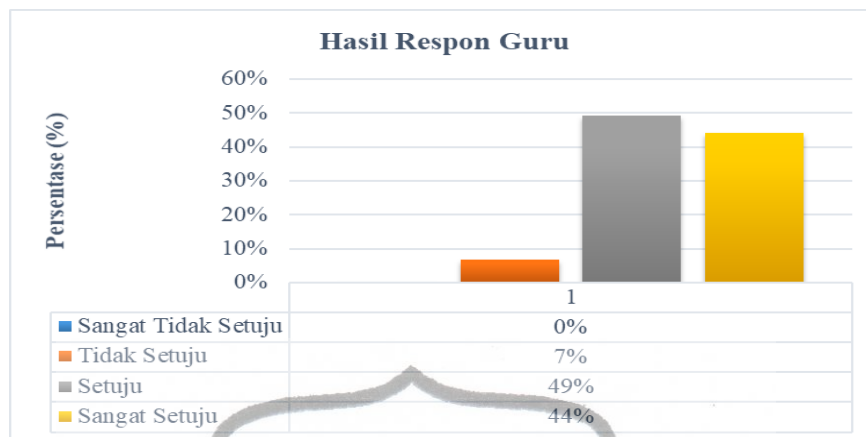 Hasil Respon Guru
Persentase (%)
60%
50%
40%
30%
20%
10%
0%
1
Sangat Tidak Setuju 0%
Tidak Setuju 7%
Setuju 49%
Sangat Setuju 44%